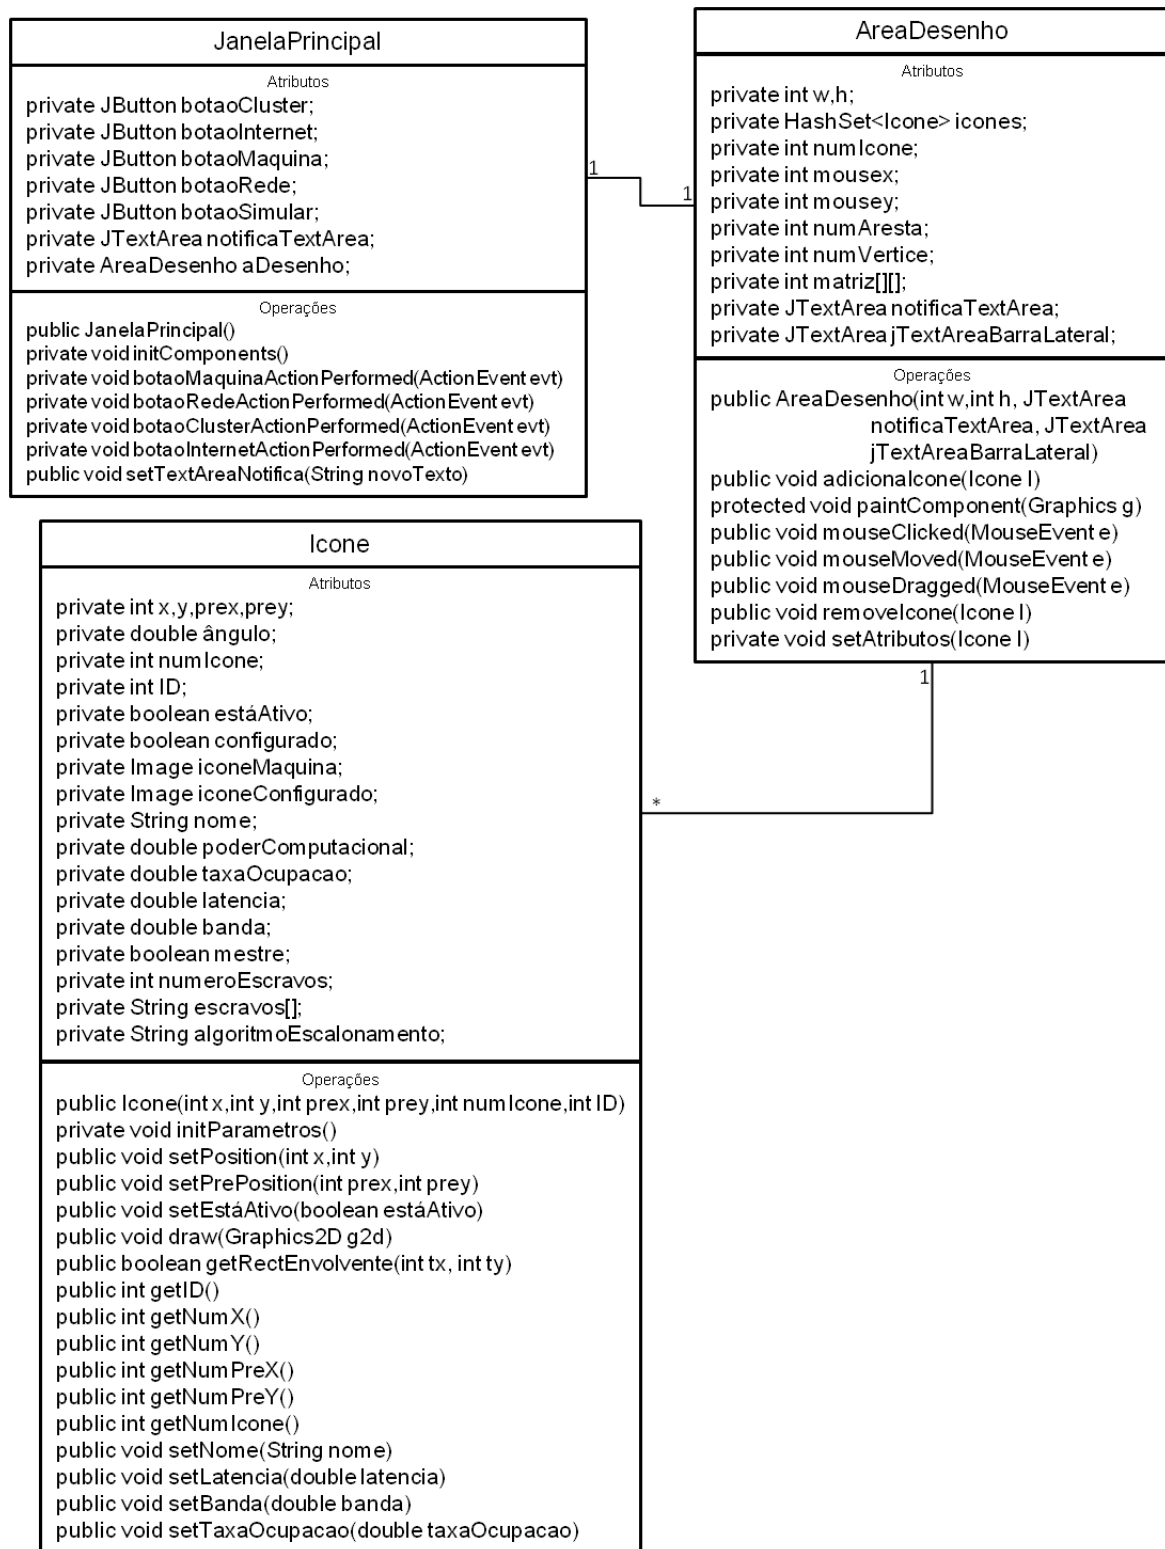 JanelaPrincipal
Atributos
private JButton botaoCluster;
private JButton botaoInternet;
private JButton botaoMaquina;
private JButton botaoRede;
private JButton botaoSimular;
private JTextArea notificaTextArea;
private AreaDesenho aDesenho;
Operações
public JanelaPrincipal()
private void initComponents()
private void botaoMaquinaActionPerformed(ActionEvent evt)
private void botaoRedeActionPerformed(ActionEvent evt)
private void botaoClusterActionPerformed(ActionEvent evt)
private void botaoInternetActionPerformed(ActionEvent evt)
public void setTextAreaNotifica(String novoTexto)
1
1
AreaDesenho
Atributos
private int w,h;
private HashSet<Icone> icones;
private int numIcone;
private int mousex;
private int mousey;
private int numAresta;
private int numVertice;
private int matriz[][];
private JTextArea notificaTextArea;
private JTextArea jTextAreaBarraLateral;
Operações
public AreaDesenho(int w,int h, JTextArea
notificaTextArea, JTextArea
jTextAreaBarraLateral)
public void adicionaIcone(Icone I)
protected void paintComponent(Graphics g)
public void mouseClicked(MouseEvent e)
public void mouseMoved(MouseEvent e)
public void mouseDragged(MouseEvent e)
public void removeIcone(Icone I)
private void setAtributos(Icone I)
1
*
Icone
Atributos
private int x,y,prex,prey;
private double ângulo;
private int numIcone;
private int ID;
private boolean estáAtivo;
private boolean configurado;
private Image iconeMaquina;
private Image iconeConfigurado;
private String nome;
private double poderComputacional;
private double taxaOcupacao;
private double latencia;
private double banda;
private boolean mestre;
private int numeroEscravos;
private String escravos[];
private String algoritmoEscalonamento;
Operações
public Icone(int x,int y,int prex,int prey,int numIcone,int ID)
private void initParametros()
public void setPosition(int x,int y)
public void setPrePosition(int prex,int prey)
public void setEstáAtivo(boolean estáAtivo)
public void draw(Graphics2D g2d)
public boolean getRectEnvolvente(int tx, int ty)
public int getID()
public int getNumX()
public int getNumY()
public int getNumPreX()
public int getNumPreY()
public int getNumIcone()
public void setNome(String nome)
public void setLatencia(double latencia)
public void setBanda(double banda)
public void setTaxaOcupacao(double taxaOcupacao)